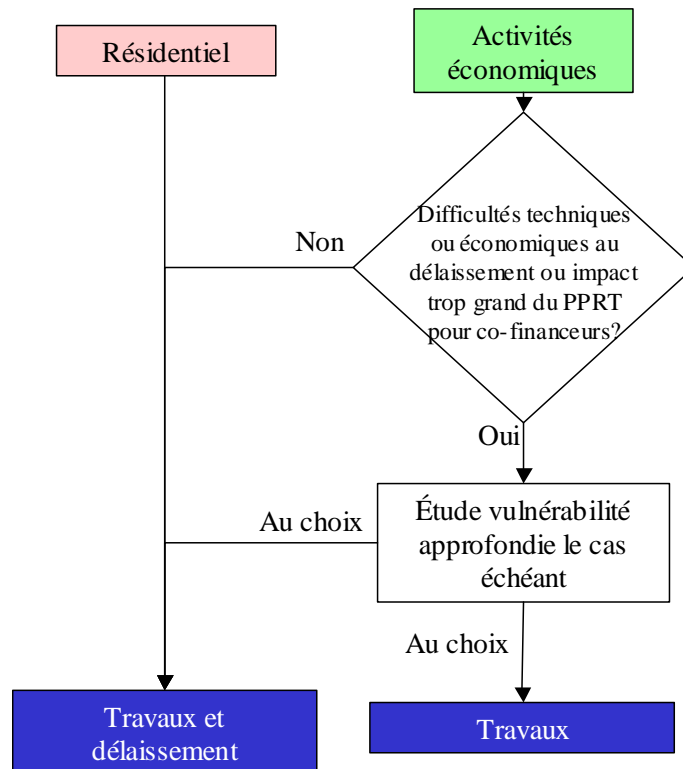 Résidentiel
Activités
économiques
Difficultés techniques
ou économiques au
délaissement ou impact
trop grand du PPRT
pour co-financeurs?
Non
Oui
Étude vulnérabilité
approfondie le cas
échéant
Au choix
Au choix
Travaux et
délaissement
Travaux